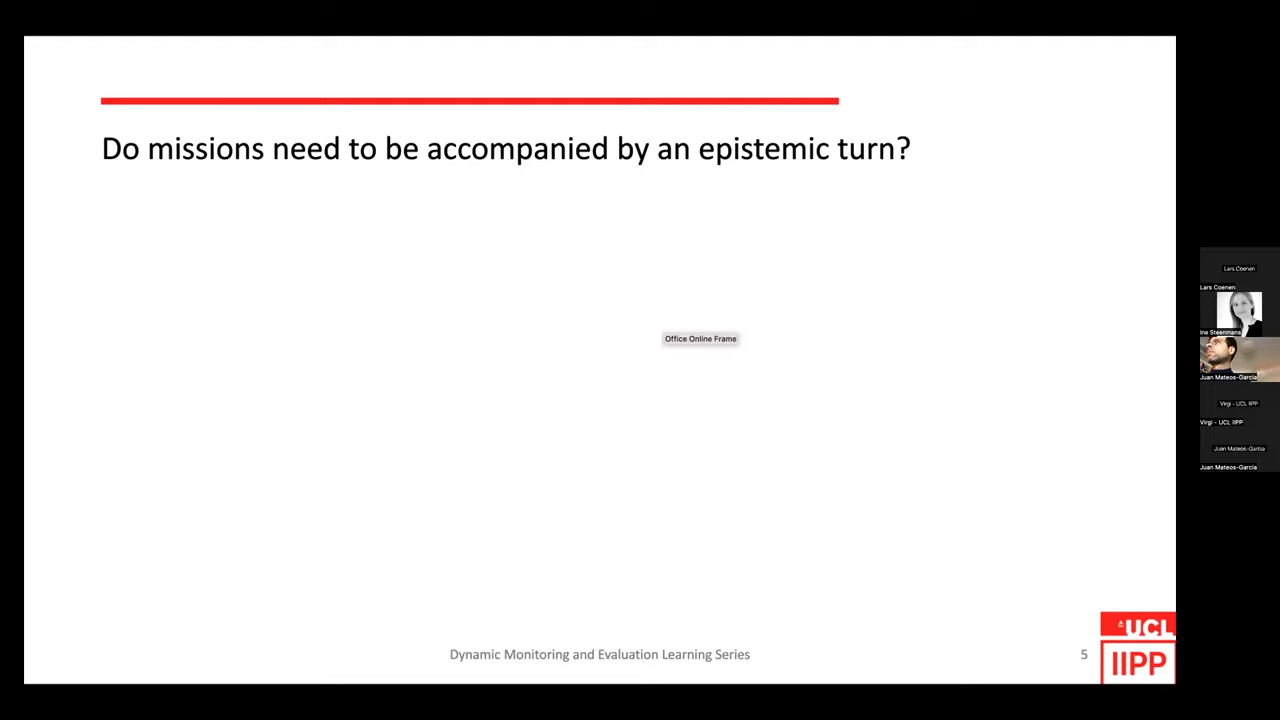 Do missions need to be accompanied by an epistemic turn?
Office Online Frame
Lars Coenen
Lars Coenen
Ine Steenmans
Juan Mateos-Garcia
Virgi - UCL IIPP
Virgi - UCL IIPP
Juan Mateos-Garcia
Juan Mateos-Garcia
Dynamic Monitoring and Evaluation Learning Series
5
UCL
IIPP